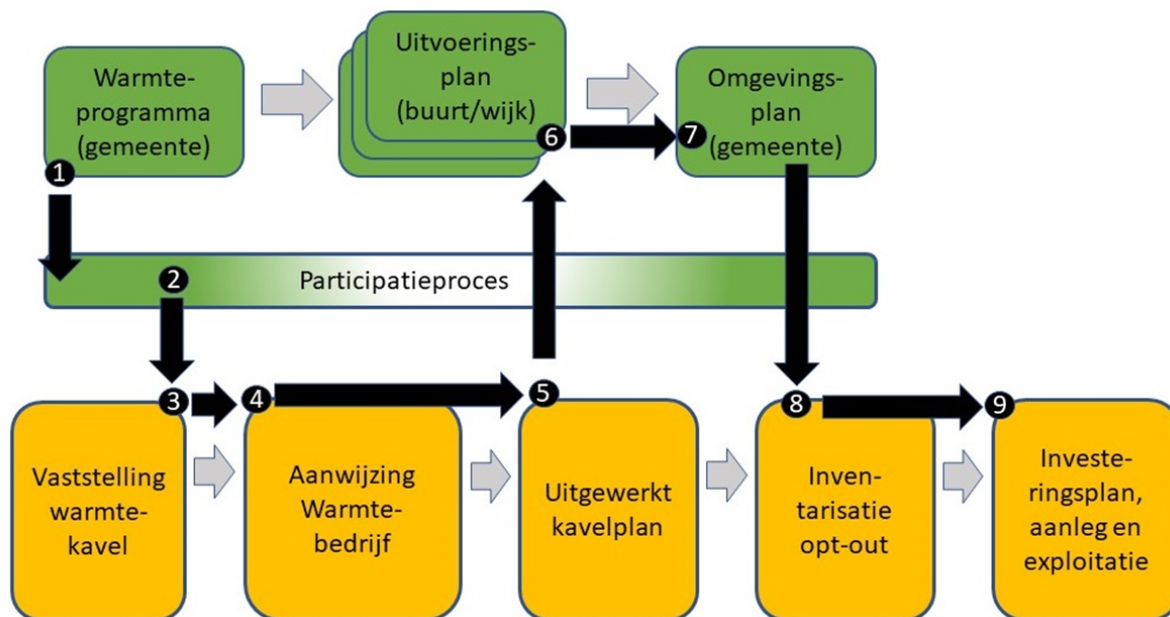 Warmte-
programma
(gemeente)
Uitvoerings-
plan
(buurt/wijk)
Omgevings-
plan
(gemeente)
1
6
7
2
Participatieproces
3
4
5
8
9
Vaststelling
warmte-
kavel
Aanwijzing
Warmte-
bedrijf
Uitgewerkt
kavelplan
Inven-
tarisatie
opt-out
Investe-
ringsplan,
aanleg en
exploitatie